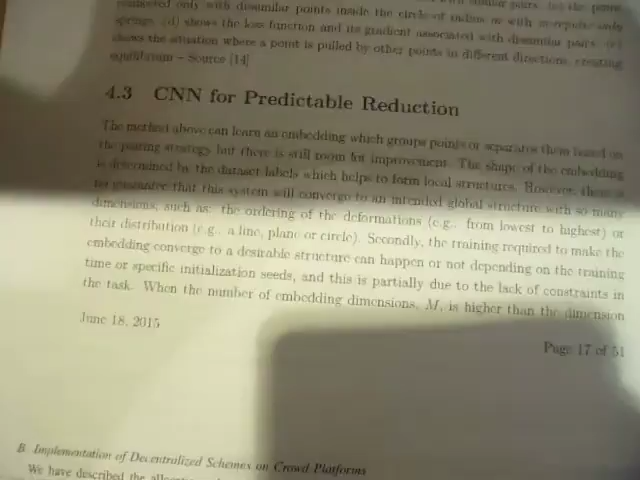 connected only with dissimilar points inside the circle of radius m with m-repulse-only
springs. (d) shows the loss function and its gradient associated with dissimilar pairs. (e)
shows the situation where a point is pulled by other points in different directions, creating
equilibrium – Source [14]
4.3 CNN for Predictable Reduction
The method above can learn an embedding which groups points or separates them based on
the pairing strategy but there is still room for improvement. The shape of the embedding
is determined by the dataset labels which helps to form local structures. However, there is
no guarantee that this system will converge to an intended global structure with so many
dimensions, such as: the ordering of the deformations (e.g., from lowest to highest) or
their distribution (e.g., a line, plane or circle). Secondly, the training required to make the
embedding converge to a desirable structure can happen or not depending on the training
time or specific initialization seeds, and this is partially due to the lack of constraints in
the task. When the number of embedding dimensions, M, is higher than the dimension
June 18, 2015
Page 17 of 51
B. Implementation of Decentralized Schemes on Crowd Platforms
We have described the